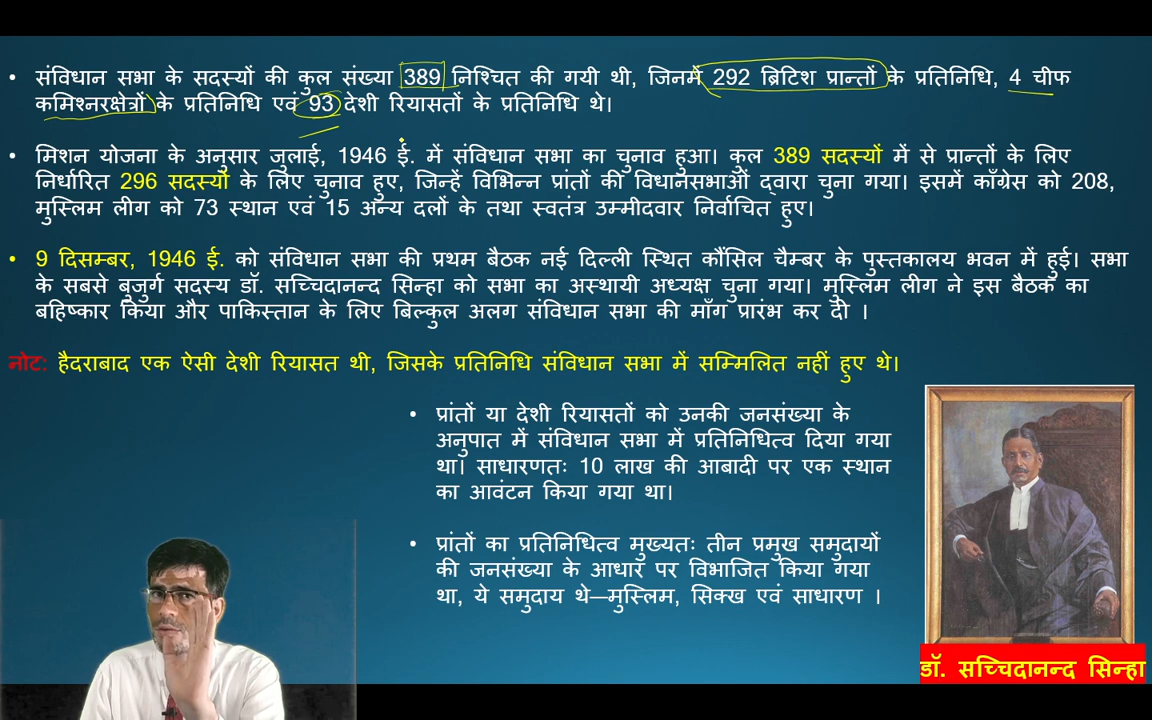 • संविधान सभा के सदस्यों की कुल संख्या 389 निश्चित की गयी थी, जिनमें 292 ब्रिटिश प्रान्तों के प्रतिनिधि, 4 चीफ
कमिश्नरक्षेत्रों के प्रतिनिधि एवं 93 देशी रियासतों के प्रतिनिधि थे।
• मिशन योजना के अनुसार जुलाई, 1946 ई. में संविधान सभा का चुनाव हुआ। कुल 389 सदस्यों में से प्रान्तों के लिए
निर्धारित 296 सदस्यों के लिए चुनाव हुए, जिन्हें विभिन्न प्रांतों की विधानसभाओं द्वारा चुना गया। इसमें काँग्रेस को 208,
मुस्लिम लीग को 73 स्थान एवं 15 अन्य दलों के तथा स्वतंत्र उम्मीदवार निर्वाचित हुए।
• 9 दिसम्बर, 1946 ई. को संविधान सभा की प्रथम बैठक नई दिल्ली स्थित कौंसिल चैम्बर के पुस्तकालय भवन में हुई। सभा
के सबसे बुजुर्ग सदस्य डॉ. सच्चिदानन्द सिन्हा को सभा का अस्थायी अध्यक्ष चुना गया। मुस्लिम लीग ने इस बैठक का
बहिष्कार किया और पाकिस्तान के लिए बिल्कुल अलग संविधान सभा की माँग प्रारंभ कर दी ।
नोट: हैदराबाद एक ऐसी देशी रियासत थी, जिसके प्रतिनिधि संविधान सभा में सम्मिलित नहीं हुए थे।
• प्रांतों या देशी रियासतों को उनकी जनसंख्या के
अनुपात में संविधान सभा में प्रतिनिधित्व दिया गया
था। साधारणतः 10 लाख की आबादी पर एक स्थान
का आवंटन किया गया था।
• प्रांतों का प्रतिनिधित्व मुख्यतः तीन प्रमुख समुदायों
की जनसंख्या के आधार पर विभाजित किया गया
था, ये समुदाय थे—मुस्लिम, सिक्ख एवं साधारण ।
डॉ. सच्चिदानन्द सिन्हा